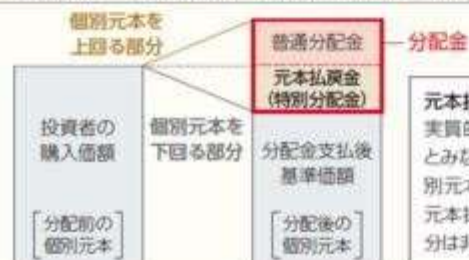 個別元本を
上回る部分
普通分配金
分配金
元本払戻金
(特別分配金)
投資者の
購入価額
個別元本を
下回る部分
分配金支払後
基準価額
分配前の
個別元本
分配後の
個別元本
元本払
実質的
とみな
別元本
元本払
分は非